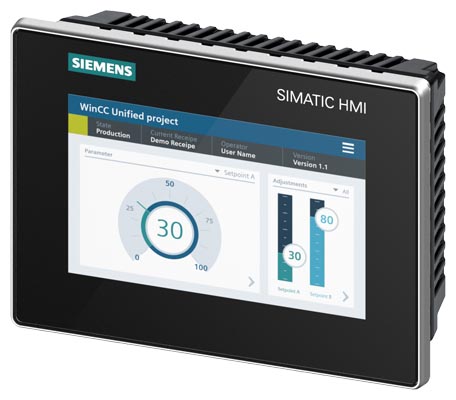 SIEMENS
SIMATIC HMI
WinCC Unified project
State
Production
Current Receipe
Demo Receipe
Operator
User Name
Version
Version 1.1
Parameter
Setpoint A
0
25
50
75
100
30
Adjustments
All
30
80
Setpoint A
Setpoint B